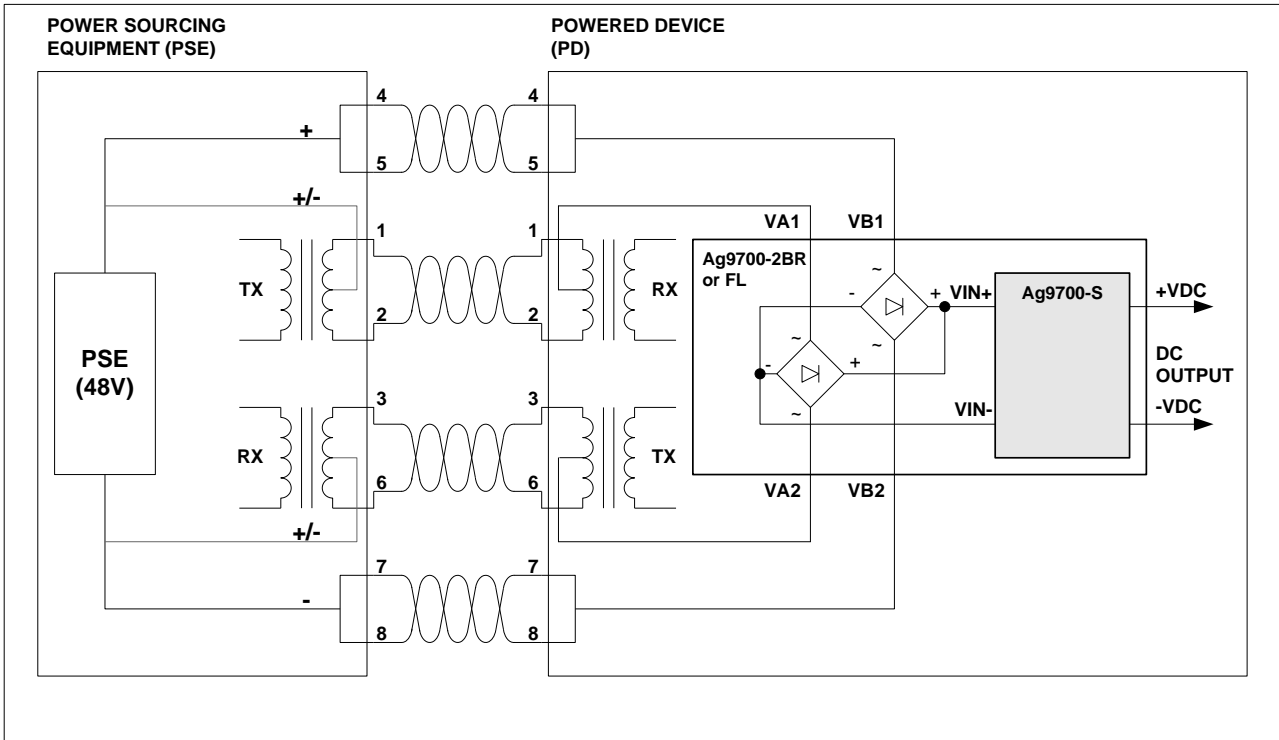 POWER SOURCING
EQUIPMENT (PSE)
POWERED DEVICE
(PD)
4
4
+
5
5
+/-
1
1
VA1
VB1
TX
RX
2
2
Ag9700-2BR
or FL
~
-
+
VIN+
~
~
-
+
~
VIN-
Ag9700-S
+VDC
DC
OUTPUT
-VDC
PSE
(48V)
3
3
RX
TX
6
6
VA2
VB2
+/-
7
7
-
8
8